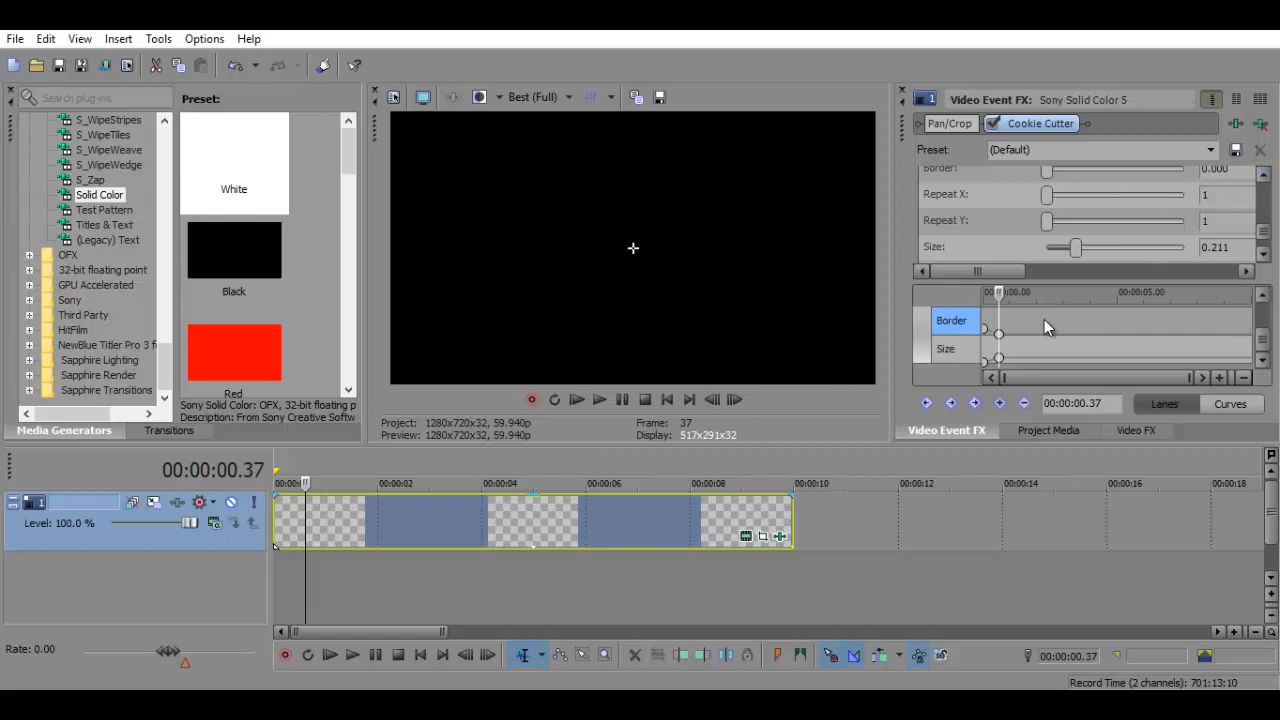 File Edit View Insert Tools Options Help
Search plug-ins
Preset:
S_WipeStripes
S_WipeTiles
S_WipeWeave
S_WipeWedge
S_Zap
Solid Color
Test Pattern
Titles & Text
(Legacy) Text
OFX
32-bit floating point
GPU Accelerated
Sony
Third Party
HitFilm
NewBlue Titler Pro 3 f
Sapphire Lighting
Sapphire Render
Sapphire Transitions
White
Black
Red
Sony Solid Color: OFX, 32-bit floating p
Description: From Sony Creative Softw
Media Generators Transitions
Best (Full)
Project: 1280x720x32, 59.940p
Preview: 1280x720x32, 59.940p
Frame: 37
Display: 517x291x32
1 Video Event FX: Sony Solid Color 5
Pan/Crop Cookie Cutter
Preset: (Default)
Border: 0.000
Repeat X: 1
Repeat Y: 1
Size: 0.211
00:00:05.00
Border
Size
00:00:00.37 Lanes Curves
Video Event FX Project Media Video FX
00:00:00.37
00:00:02 00:00:04 00:00:06 00:00:08 00:00:10 00:00:12 00:00:14 00:00:16 00:00:18
1
Level: 100.0 %
Rate: 0.00
00:00:00.37
Record Time (2 channels): 701:13:10